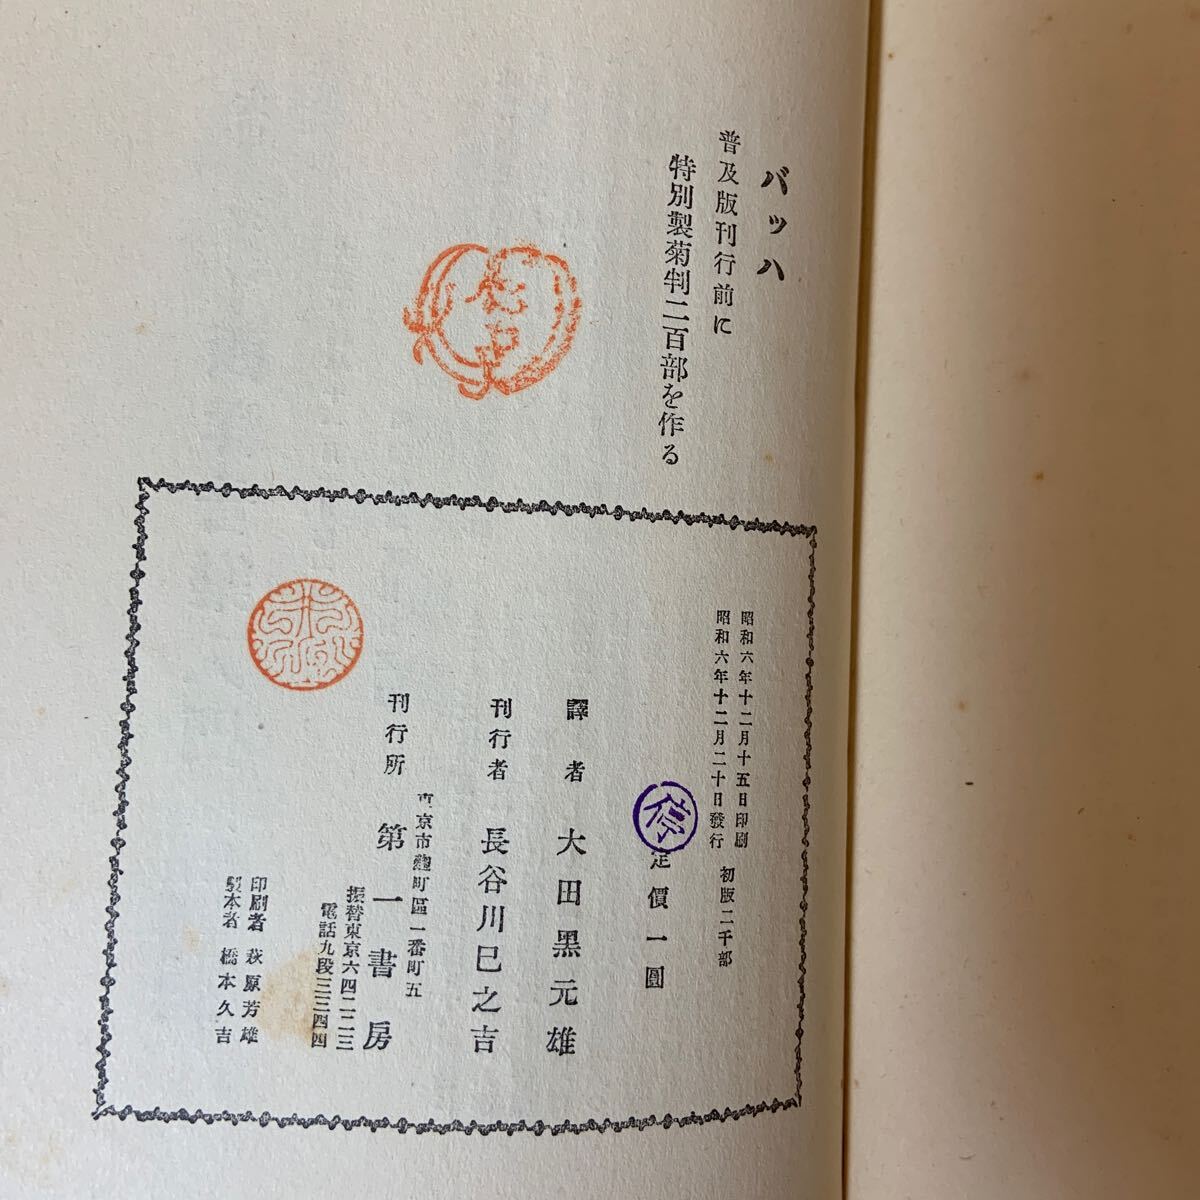 バッハ
普及版刊行前に
特別製菊判二百部を作る
昭和六年十二月十五日印刷
昭和六年十二月二十日發行
初版二千部
停
定價一圓
譯者 大田黑元雄
刊行者 長谷川巳之吉
東京市麴町區一番町五
刊行所 第一書房
振替東京六四二二三
電話九段三三四四
印刷者 萩原芳雄
製本者 橋本久吉